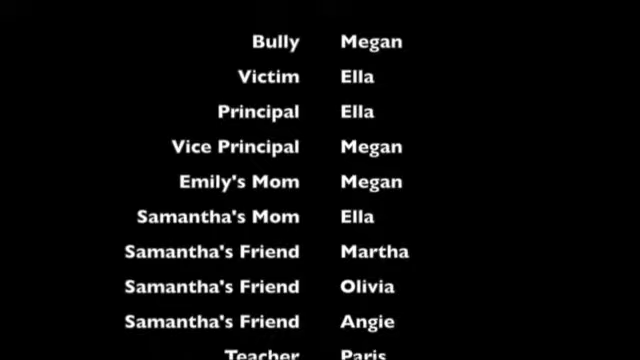 Bully Megan
Victim Ella
Principal Ella
Vice Principal Megan
Emily's Mom Megan
Samantha's Mom Ella
Samantha's Friend Martha
Samantha's Friend Olivia
Samantha's Friend Angie
Teacher Paris